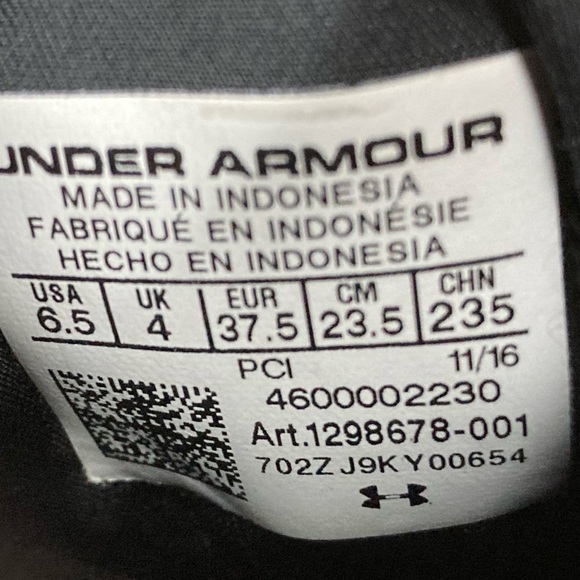 UNDER ARMOUR
MADE IN INDONESIA
FABRIQUÉ EN INDONÉSIE
HECHO EN INDONESIA
USA UK EUR CM CHN
6.5 4 37.5 23.5 235
PCI 11/16
4600002230
Art.1298678-001
702Z J9K Y00654